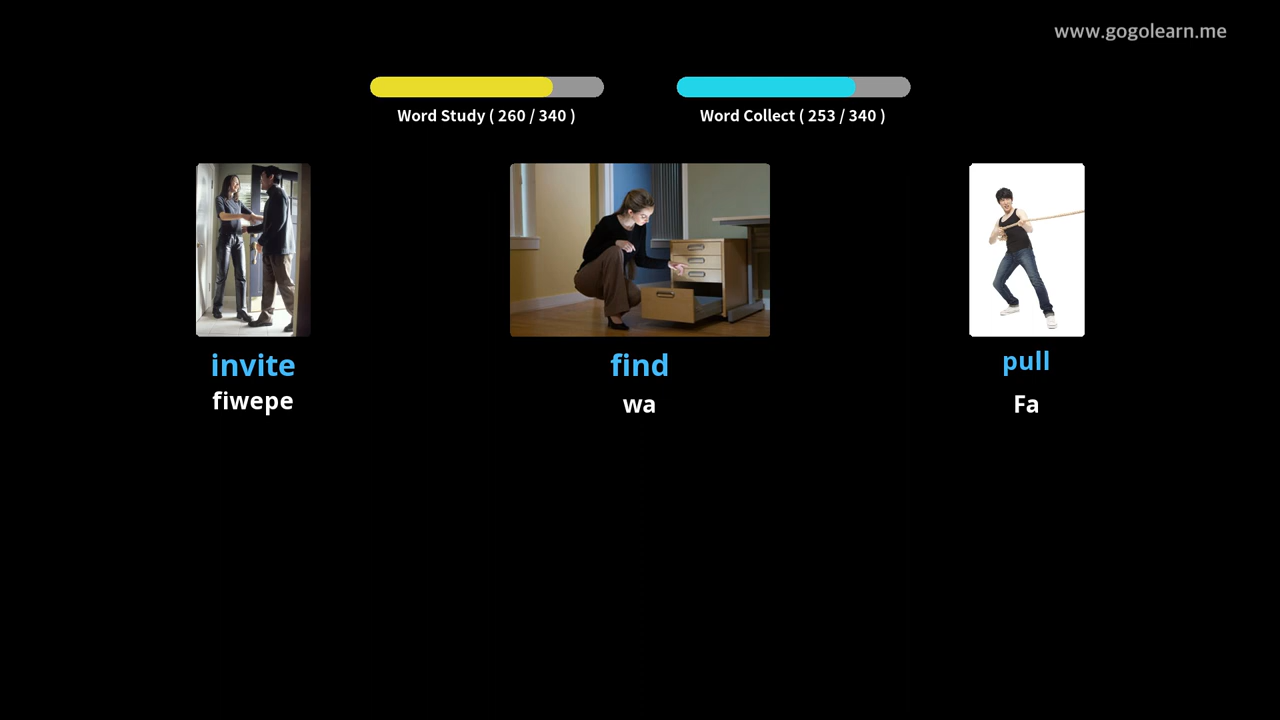 www.gogolearn.me
Word Study ( 260 / 340 )
Word Collect ( 253 / 340 )
invite
find
pull
fiwepe
wa
Fa